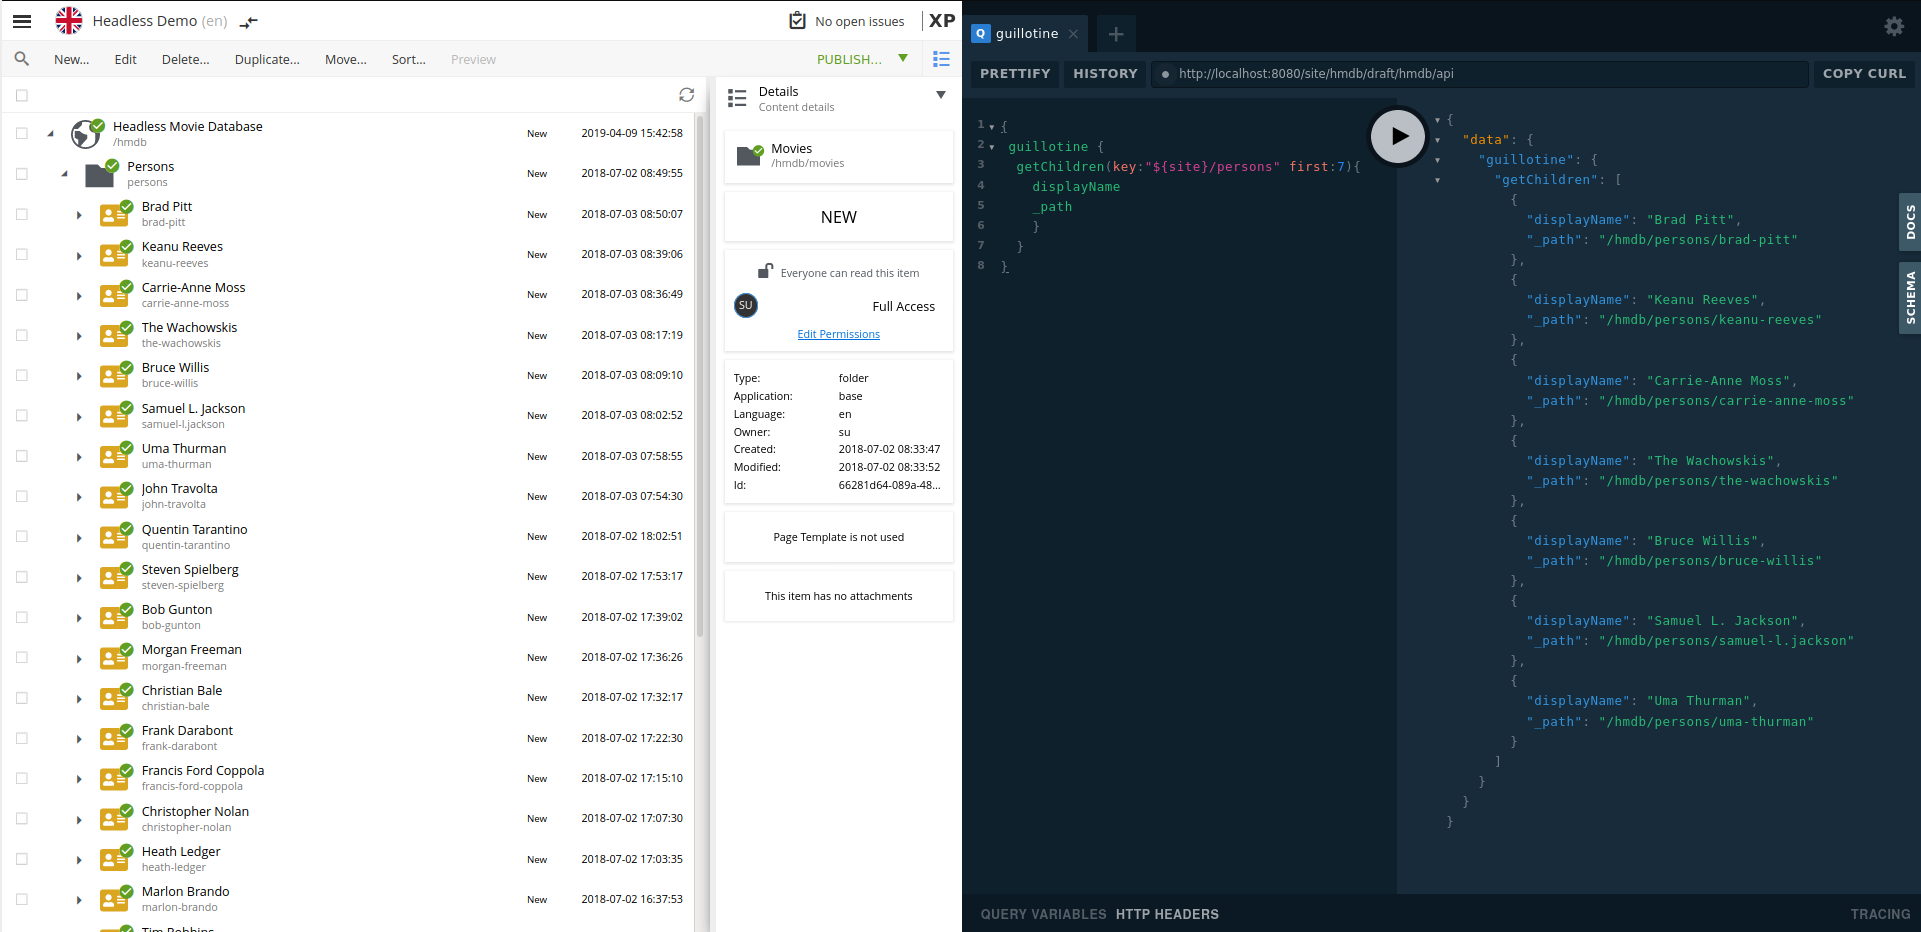 Headless Demo (en)
No open issues
XP
New...
Edit
Delete...
Duplicate...
Move...
Sort...
Preview
PUBLISH...
Headless Movie Database
/hmdb
New
2019-04-09 15:42:58
Persons
persons
New
2018-07-02 08:49:55
Brad Pitt
brad-pitt
New
2018-07-03 08:50:07
Keanu Reeves
keanu-reeves
New
2018-07-03 08:39:06
Carrie-Anne Moss
carrie-anne-moss
New
2018-07-03 08:36:49
The Wachowskis
the-wachowskis
New
2018-07-03 08:17:19
Bruce Willis
bruce-willis
New
2018-07-03 08:09:10
Samuel L. Jackson
samuel-l.jackson
New
2018-07-03 08:02:52
Uma Thurman
uma-thurman
New
2018-07-03 07:58:55
John Travolta
john-travolta
New
2018-07-03 07:54:30
Quentin Tarantino
quentin-tarantino
New
2018-07-02 18:02:51
Steven Spielberg
steven-spielberg
New
2018-07-02 17:53:17
Bob Gunton
bob-gunton
New
2018-07-02 17:39:02
Morgan Freeman
morgan-freeman
New
2018-07-02 17:36:26
Christian Bale
christian-bale
New
2018-07-02 17:32:17
Frank Darabont
frank-darabont
New
2018-07-02 17:22:30
Francis Ford Coppola
francis-ford-coppola
New
2018-07-02 17:15:10
Christopher Nolan
christopher-nolan
New
2018-07-02 17:07:30
Heath Ledger
heath-ledger
New
2018-07-02 17:03:35
Marlon Brando
marlon-brando
New
2018-07-02 16:37:53
Tim Robbins
Details
Content details
Movies
/hmdb/movies
NEW
Everyone can read this item
SU
Full Access
Edit Permissions
Type: folder
Application: base
Language: en
Owner: su
Created: 2018-07-02 08:33:47
Modified: 2018-07-02 08:33:52
Id: 66281d64-089a-48...
Page Template is not used
This item has no attachments
Q guillotine
PRETTIFY
HISTORY
http://localhost:8080/site/hmdb/draft/hmdb/api
COPY CURL
1 {
2 guillotine {
3 getChildren(key:"${site}/persons" first:7){
4 displayName
5 _path
6 }
7 }
8 }
{
"data": {
"guillotine": {
"getChildren": [
{
"displayName": "Brad Pitt",
"_path": "/hmdb/persons/brad-pitt"
},
{
"displayName": "Keanu Reeves",
"_path": "/hmdb/persons/keanu-reeves"
},
{
"displayName": "Carrie-Anne Moss",
"_path": "/hmdb/persons/carrie-anne-moss"
},
{
"displayName": "The Wachowskis",
"_path": "/hmdb/persons/the-wachowskis"
},
{
"displayName": "Bruce Willis",
"_path": "/hmdb/persons/bruce-willis"
},
{
"displayName": "Samuel L. Jackson",
"_path": "/hmdb/persons/samuel-l.jackson"
},
{
"displayName": "Uma Thurman",
"_path": "/hmdb/persons/uma-thurman"
}
]
}
}
}
DOCS
SCHEMA
QUERY VARIABLES
HTTP HEADERS
TRACING